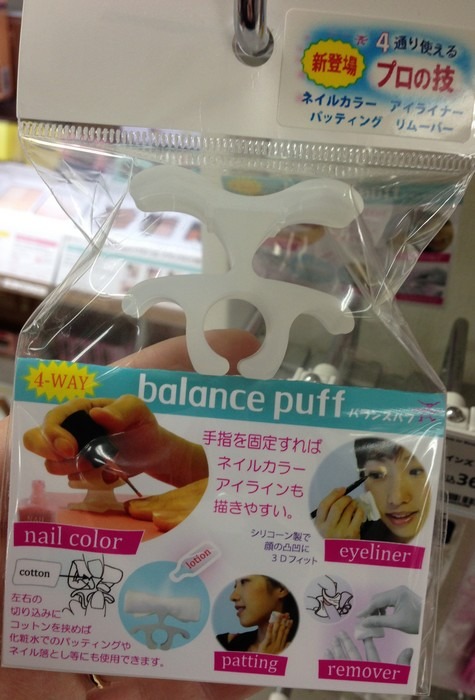 新登場
4通り使える
プロの技
ネイルカラー アイライナー
パッティング リムーバー
4-WAY
balance puff バランスパフ
手指を固定すれば
ネイルカラー
アイラインも
描きやすい。
nail color
シリコーン製で
顔の凸凹に
3Dフィット
eyeliner
cotton
lotion
左右の
切り込みに
コットンを挟めば
化粧水でのパッティングや
ネイル落とし等にも使用できます。
patting
remover